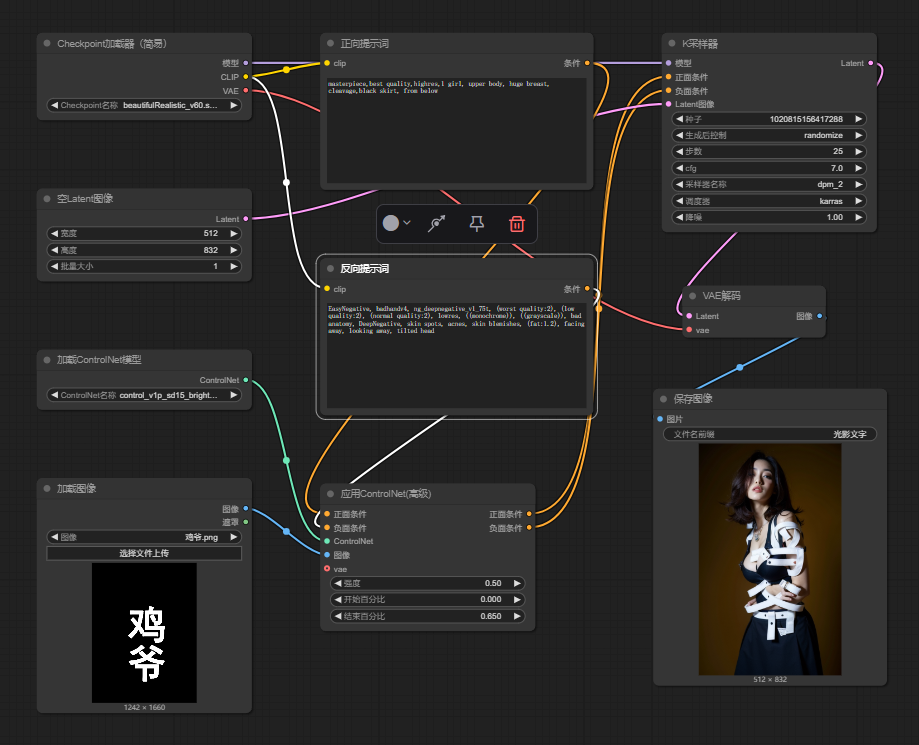 Checkpoint加载器（简易）
模型
CLIP
VAE
Checkpoint名称 beautifulRealistic_v60.s...
正向提示词
clip
条件
masterpiece,best quality,highres,1 girl, upper body, huge breast,
cleavage,black skirt, from below
K采样器
模型
Latent
正面条件
负面条件
Latent图像
种子 1020815156417288
生成后控制 randomize
步数 25
cfg 7.0
采样器名称 dpm_2
调度器 karras
降噪 1.00
空Latent图像
Latent
宽度 512
高度 832
批量大小 1
反向提示词
clip
条件
EasyNegative, badhandv4, ng_deepnegative_v1_75t, (worst quality:2), (low
quality:2), (normal quality:2), lowres, ((monochrome)), ((grayscale)), bad
anatomy, DeepNegative, skin spots, acnes, skin blemishes, (fat:1.2), facing
away, looking away, tilted head
VAE解码
Latent
图像
vae
加载ControlNet模型
ControlNet
ControlNet名称 control_v1p_sd15_bright...
保存图像
图片
文件名前缀 光影文字
512 × 832
加载图像
图像
遮罩
图像 鸡爷.png
选择文件上传
鸡
爷
1242 × 1660
应用ControlNet(高级)
正面条件 正面条件
负面条件 负面条件
ControlNet
图像
vae
强度 0.50
开始百分比 0.000
结束百分比 0.650